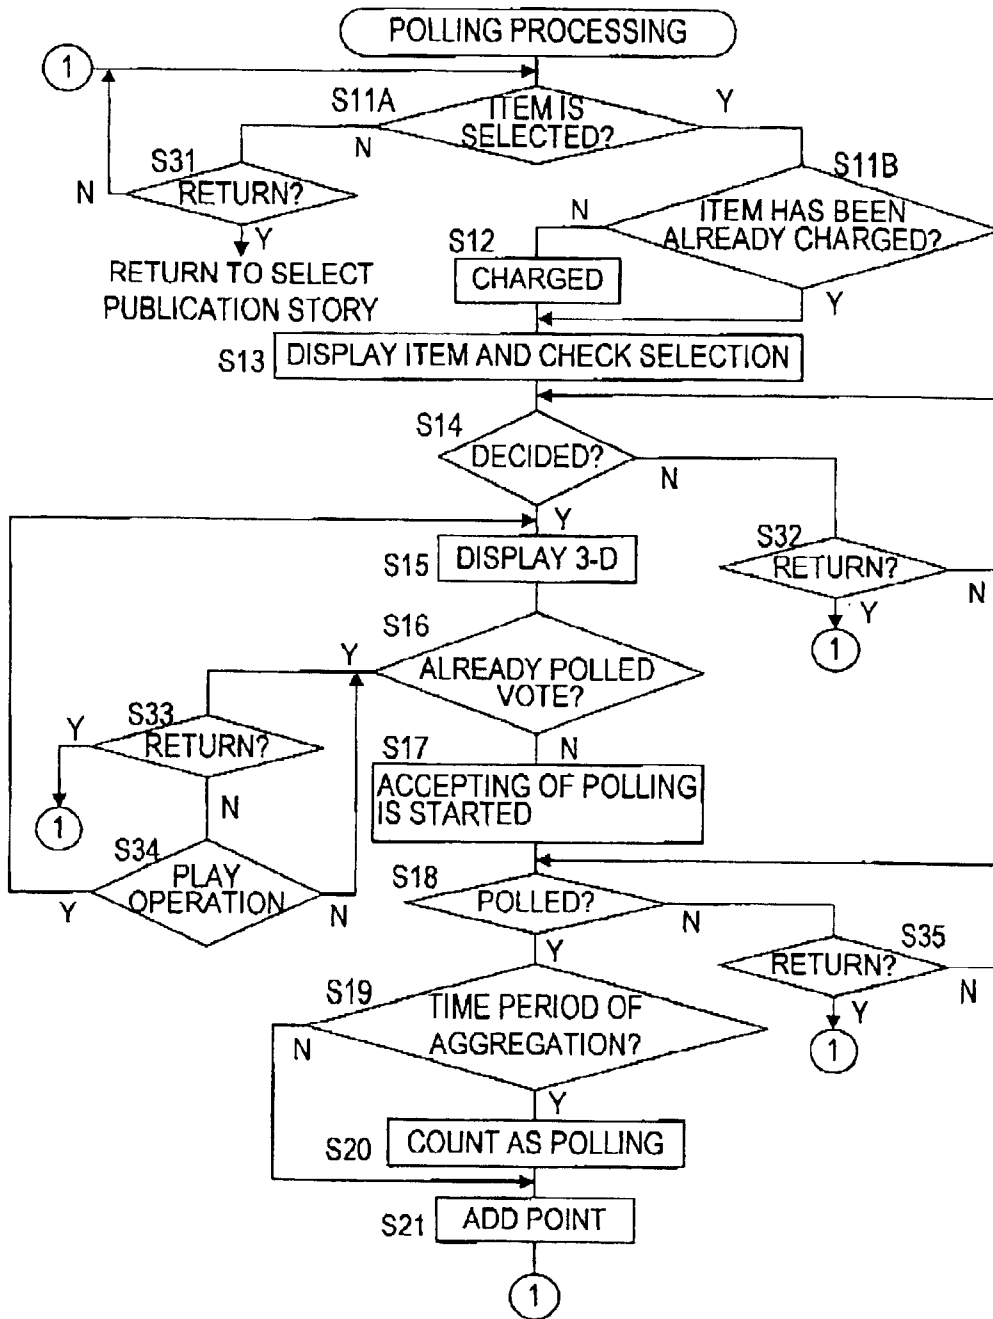 POLLING PROCESSING
1
S11A
ITEM IS
SELECTED?
Y
N
S31
RETURN?
N
Y
RETURN TO SELECT
PUBLICATION STORY
S11B
ITEM HAS BEEN
ALREADY CHARGED?
N
Y
S12
CHARGED
S13
DISPLAY ITEM AND CHECK SELECTION
S14
DECIDED?
N
Y
S32
RETURN?
N
Y
1
S15
DISPLAY 3-D
S16
ALREADY POLLED
VOTE?
Y
N
S33
RETURN?
Y
N
1
S34
PLAY
OPERATION
Y
N
S17
ACCEPTING OF POLLING
IS STARTED
S18
POLLED?
N
Y
S35
RETURN?
N
Y
1
S19
TIME PERIOD OF
AGGREGATION?
N
Y
S20
COUNT AS POLLING
S21
ADD POINT
1